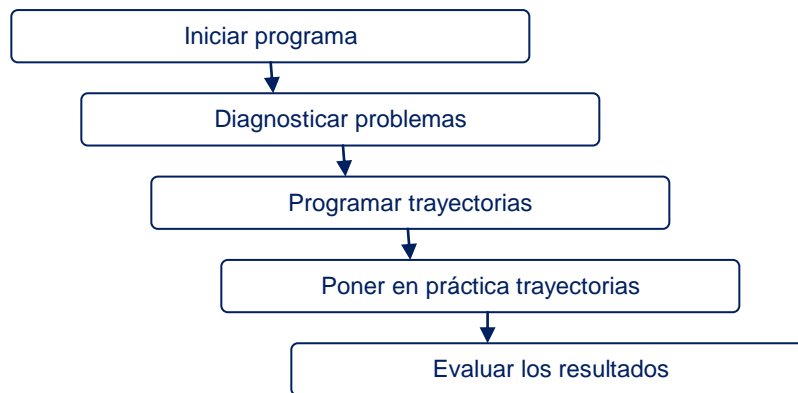 Iniciar programa
Diagnosticar problemas
Programar trayectorias
Poner en práctica trayectorias
Evaluar los resultados